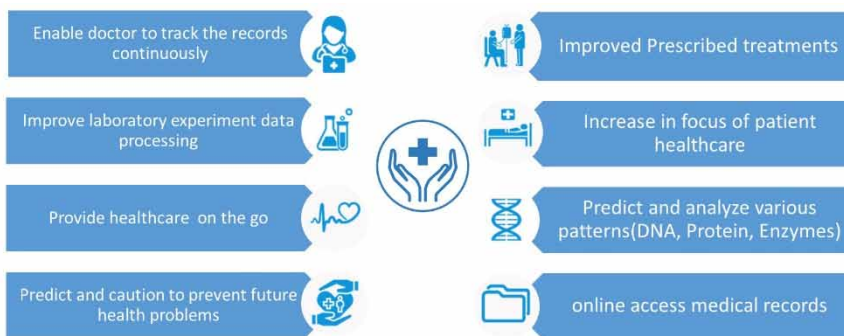 Enable doctor to track the records
continuously
Improve laboratory experiment data
processing
Provide healthcare on the go
Predict and caution to prevent future
health problems
Improved Prescribed treatments
Increase in focus of patient
healthcare
Predict and analyze various
patterns(DNA, Protein, Enzymes)
online access medical records